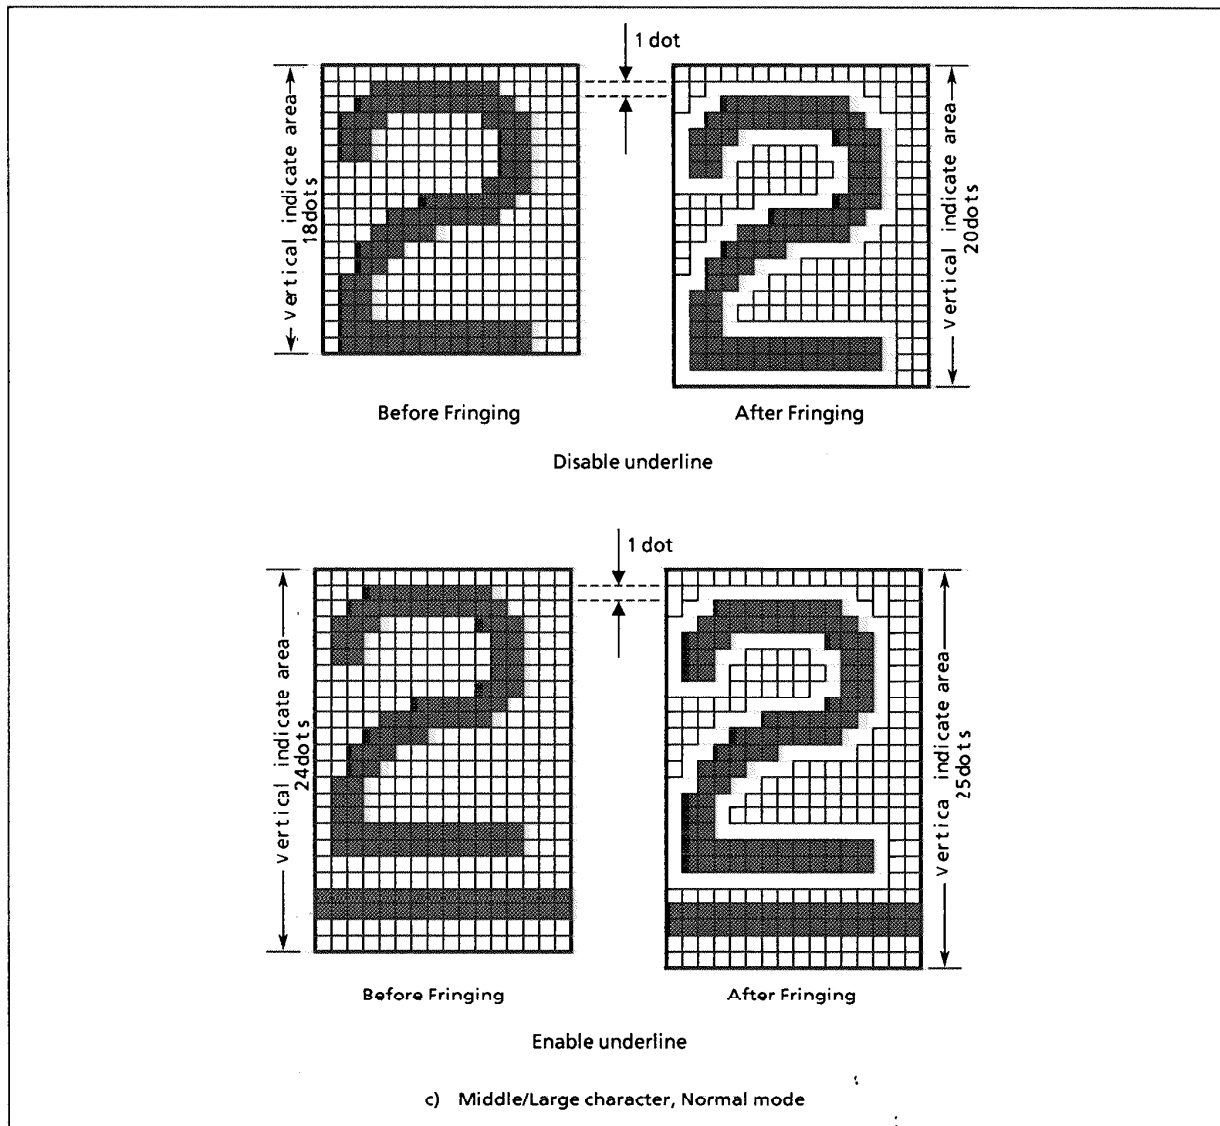 1 dot
vertical indicate area
18dots
vertical indicate area
20dots
Before Fringing
After Fringing
Disable underline
1 dot
vertical indicate area
24dots
vertica indicate area
25dots
Before Fringing
After Fringing
Enable underline
c) Middle/Large character, Normal mode